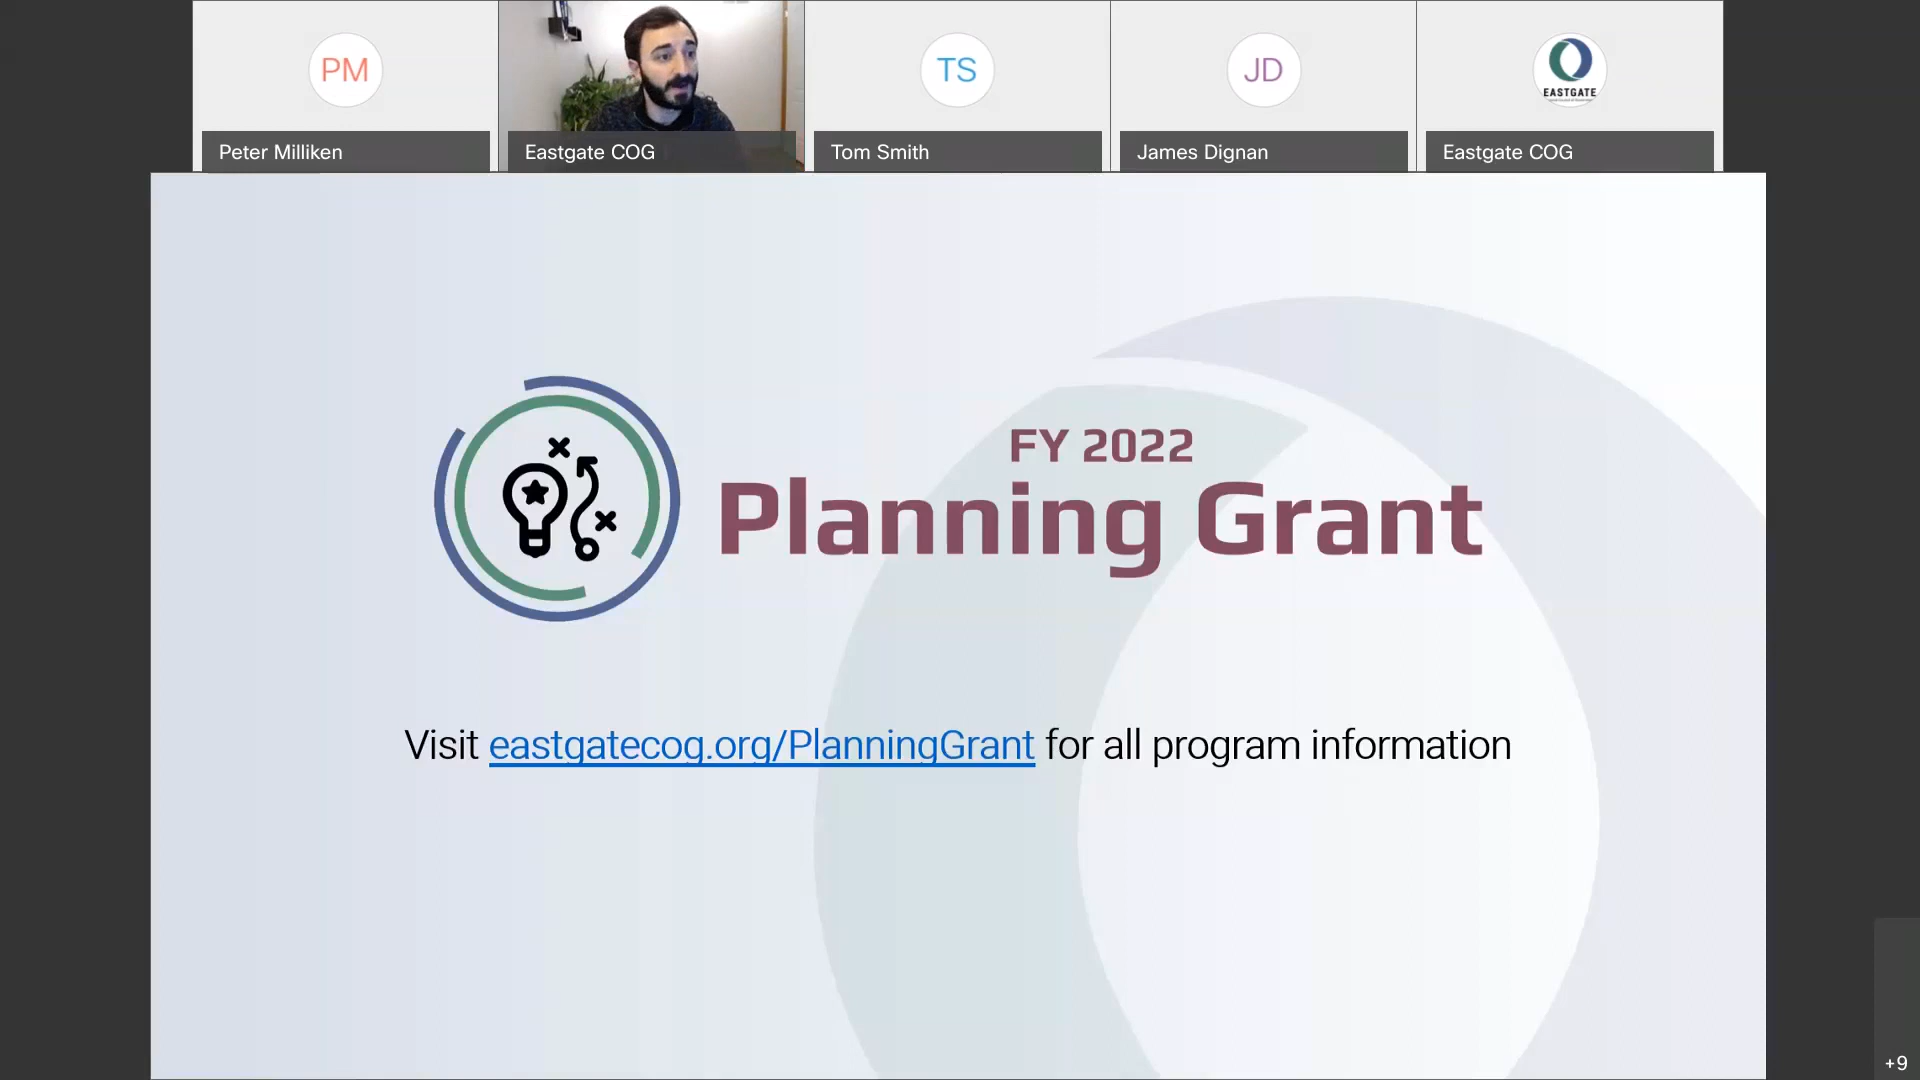 PM
TS
JD
EASTGATE
Peter Milliken
Eastgate COG
Tom Smith
James Dignan
Eastgate COG
FY 2022
Planning Grant
Visit eastgatecog.org/PlanningGrant for all program information
+9